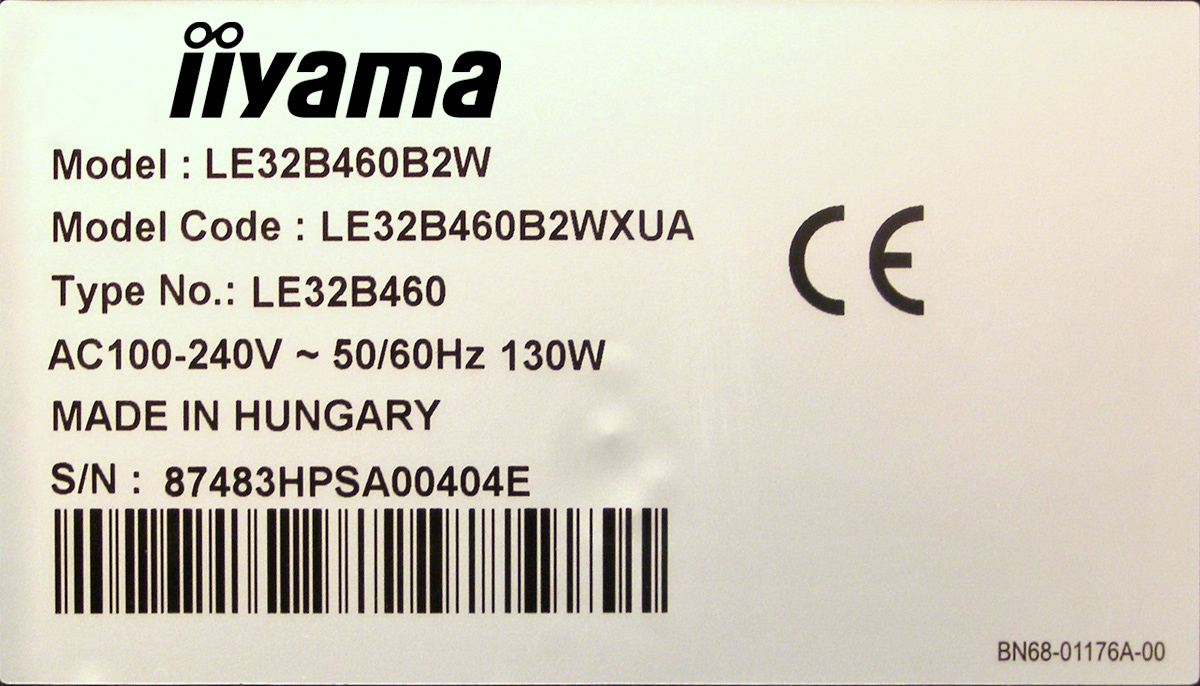 iiyama
Model : LE32B460B2W
Model Code : LE32B460B2WXUA
Type No.: LE32B460
AC100-240V ~ 50/60Hz 130W
MADE IN HUNGARY
S/N : 87483HPSA00404E
CE
BN68-01176A-00